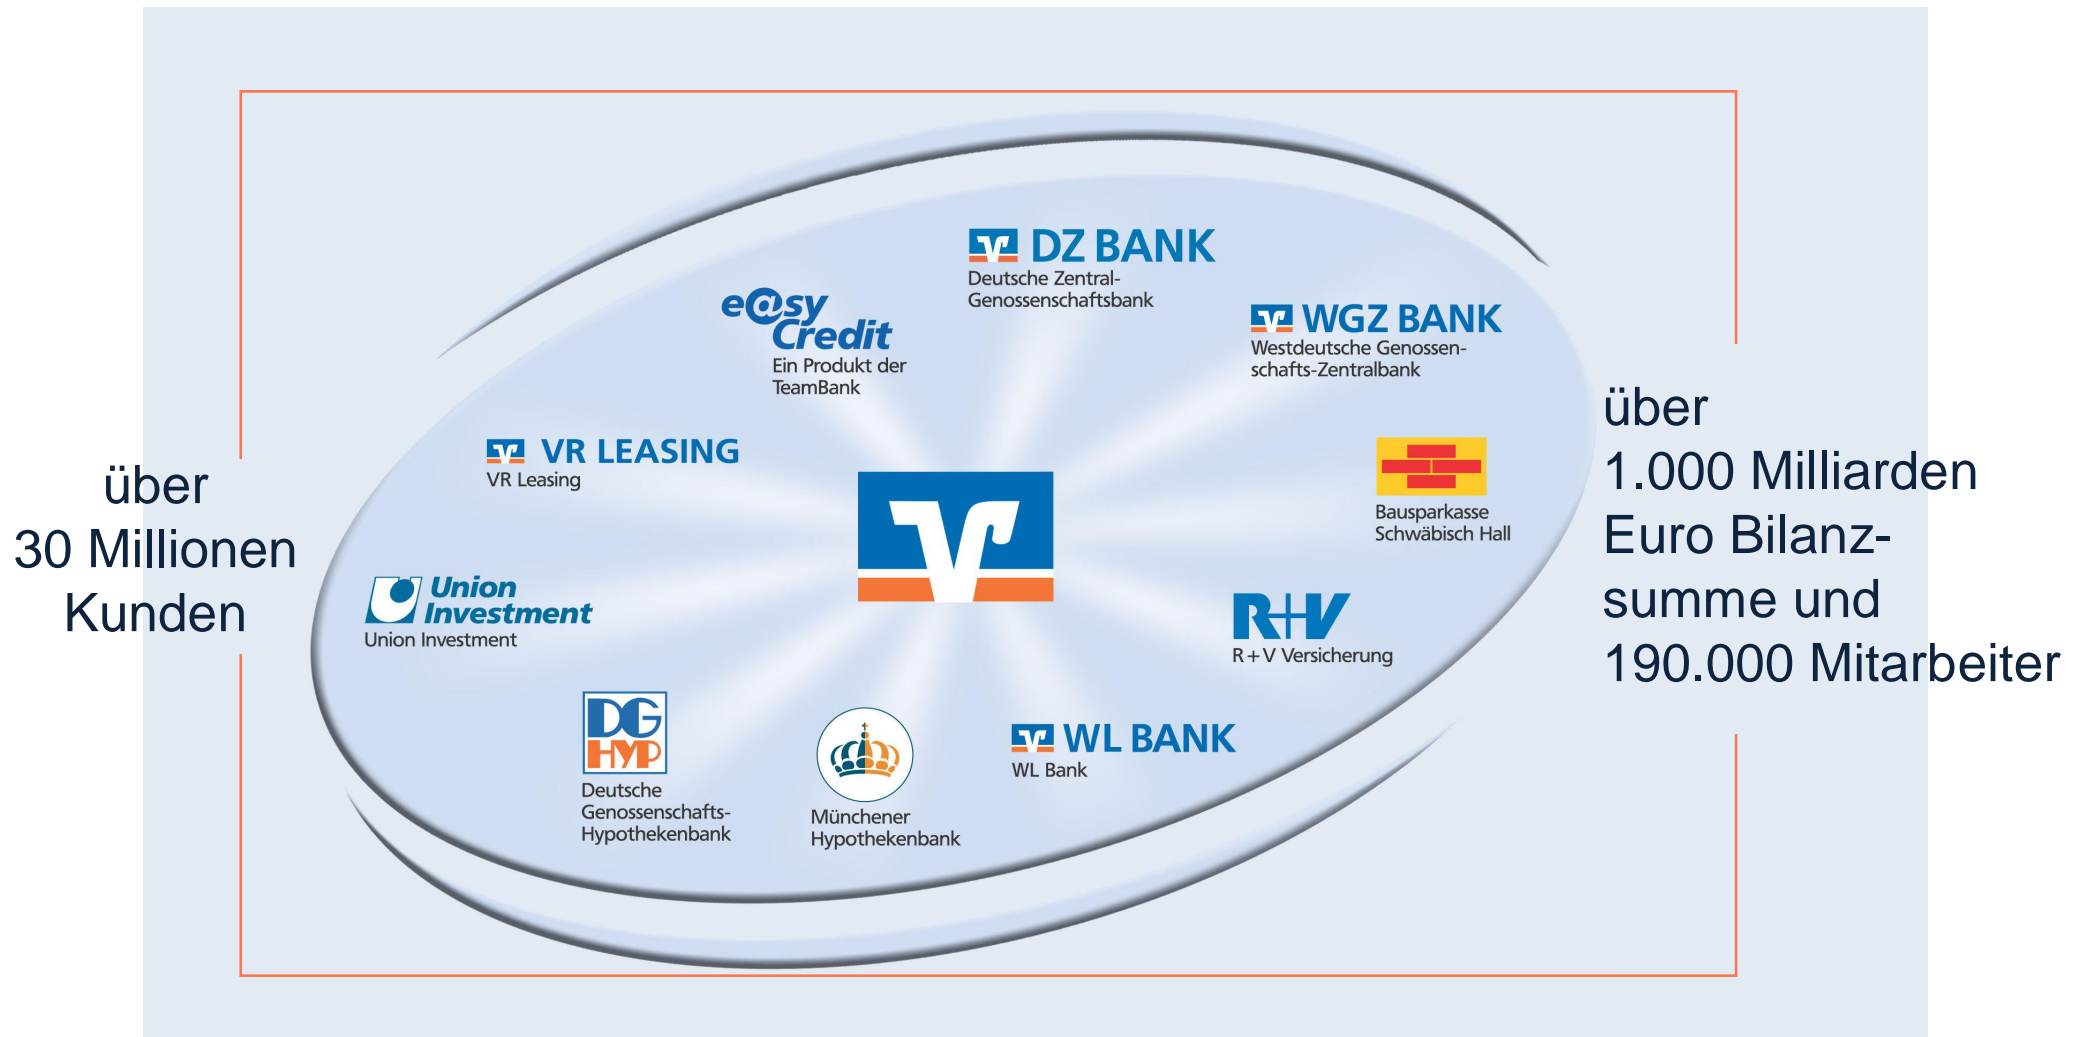 DZ BANK
Deutsche Zentral-
Genossenschaftsbank
e@sy
Credit
Ein Produkt der
TeamBank
WGZ BANK
Westdeutsche Genossen-
schafts-Zentralbank
VR LEASING
VR Leasing
Bausparkasse
Schwäbisch Hall
über
30 Millionen
Kunden
über
1.000 Milliarden
Euro Bilanz-
summe und
190.000 Mitarbeiter
Union
Investment
Union Investment
R+V
R+V Versicherung
DG
HYP
Deutsche
Genossenschafts-
Hypothekenbank
Münchener
Hypothekenbank
WL BANK
WL Bank